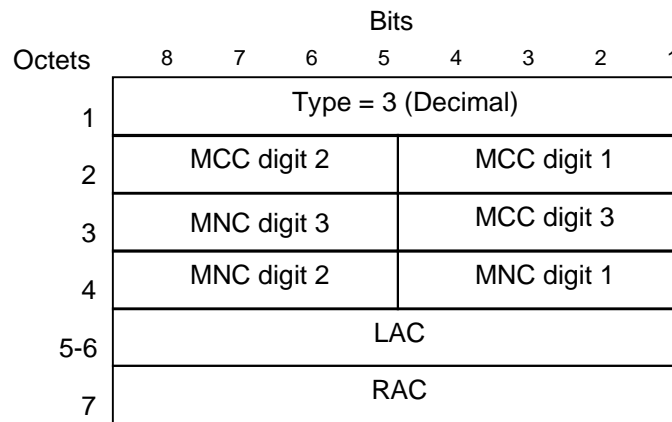 Bits
Octets 8 7 6 5 4 3 2 1
1 Type = 3 (Decimal)
2 MCC digit 2 MCC digit 1
3 MNC digit 3 MCC digit 3
4 MNC digit 2 MNC digit 1
5-6 LAC
7 RAC